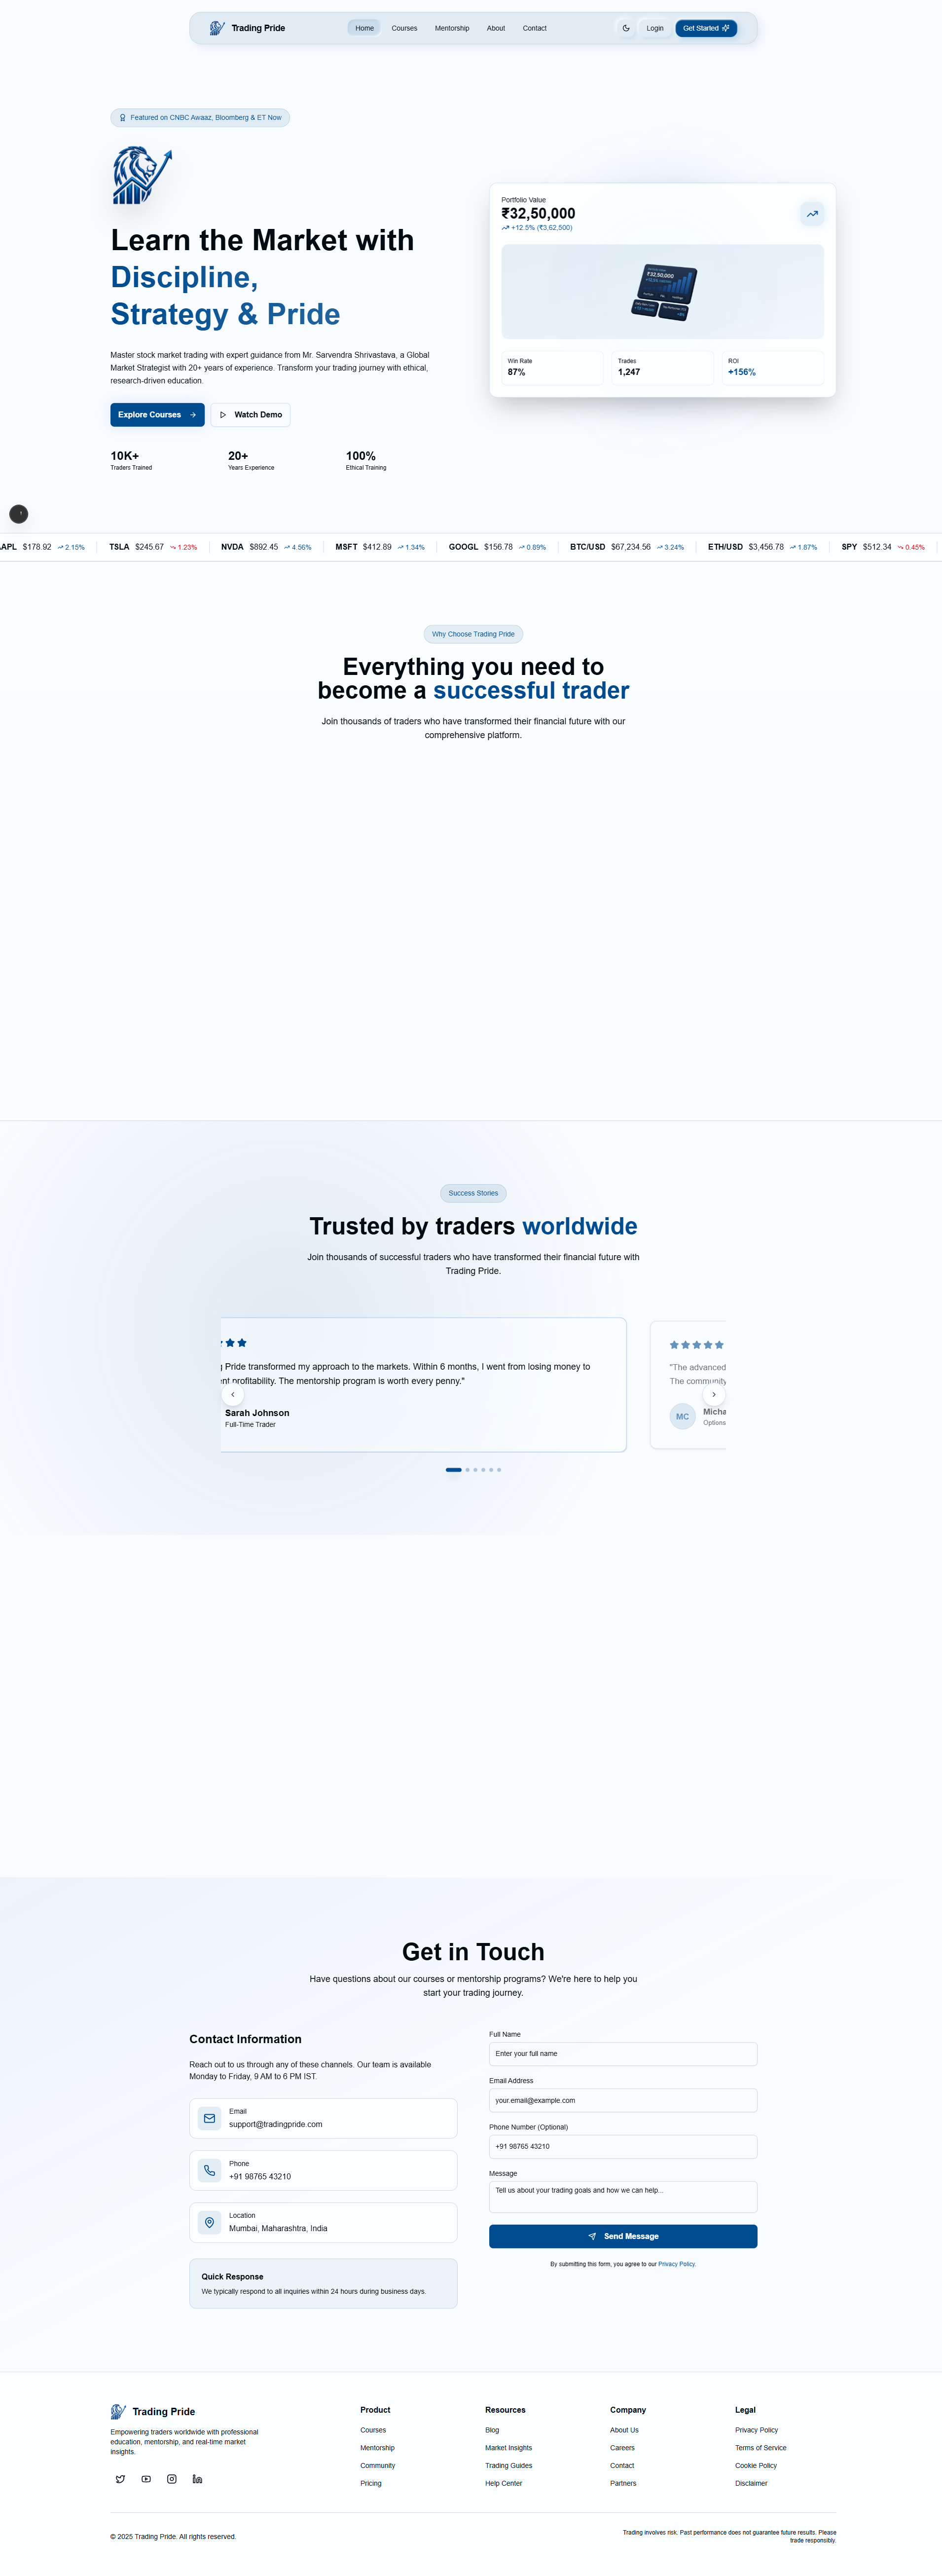 Trading Pride
Home
Courses
Mentorship
About
Contact
Login
Get Started
Featured on CNBC Awaaz, Bloomberg & ET Now
Learn the Market with
Discipline,
Strategy & Pride
Master stock market trading with expert guidance from Mr. Sarvendra Shrivastava, a Global
Market Strategist with 20+ years of experience. Transform your trading journey with ethical,
research-driven education.
Explore Courses
Watch Demo
10K+
Traders Trained
20+
Years Experience
100%
Ethical Training
Portfolio Value
₹32,50,000
+12.5% (₹3,62,500)
₹32,50,000
Win Rate
87%
Trades
1,247
ROI
+156%
APL $178.92 2.15%
TSLA $245.67 1.23%
NVDA $892.45 4.56%
MSFT $412.89 1.34%
GOOGL $156.78 0.89%
BTC/USD $67,234.56 3.24%
ETH/USD $3,456.78 1.87%
SPY $512.34 0.45%
Why Choose Trading Pride
Everything you need to
become a successful trader
Join thousands of traders who have transformed their financial future with our
comprehensive platform.
Success Stories
Trusted by traders worldwide
Join thousands of successful traders who have transformed their financial future with
Trading Pride.
Pride transformed my approach to the markets. Within 6 months, I went from losing money to
profitability. The mentorship program is worth every penny."
Sarah Johnson
Full-Time Trader
"The advanced
The community
MC
Micha
Options
Get in Touch
Have questions about our courses or mentorship programs? We're here to help you
start your trading journey.
Contact Information
Reach out to us through any of these channels. Our team is available
Monday to Friday, 9 AM to 6 PM IST.
Email
support@tradingpride.com
Phone
+91 98765 43210
Location
Mumbai, Maharashtra, India
Quick Response
We typically respond to all inquiries within 24 hours during business days.
Full Name
Enter your full name
Email Address
your.email@example.com
Phone Number (Optional)
+91 98765 43210
Message
Tell us about your trading goals and how we can help...
Send Message
By submitting this form, you agree to our Privacy Policy.
Trading Pride
Empowering traders worldwide with professional
education, mentorship, and real-time market
insights.
Product
Courses
Mentorship
Community
Pricing
Resources
Blog
Market Insights
Trading Guides
Help Center
Company
About Us
Careers
Contact
Partners
Legal
Privacy Policy
Terms of Service
Cookie Policy
Disclaimer
© 2025 Trading Pride. All rights reserved.
Trading involves risk. Past performance does not guarantee future results. Please
trade responsibly.